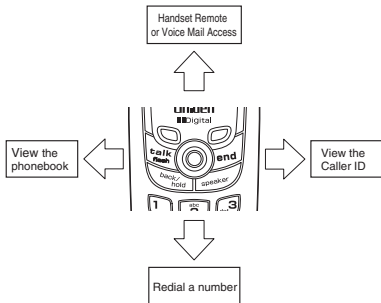 Handset Remote
or Voice Mail Access
uniden
Digital
View the
phonebook
talk
flash
end
View the
Caller ID
back/
hold
speaker
1
abc
3
Redial a number